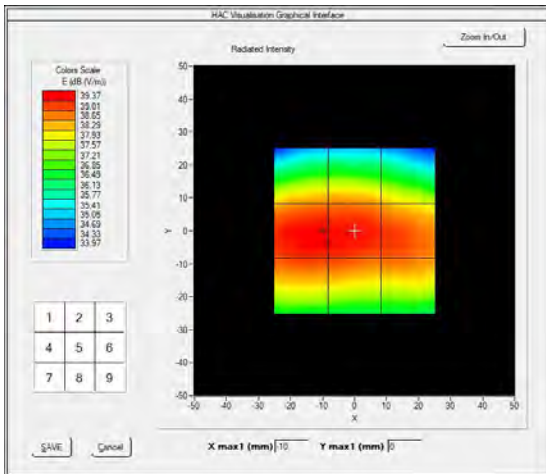 HAC Visualisation Graphical Interface
Zoom In/Out
Radiated Intensity
Colors Scale
E (dB (V/m))
39.37
39.01
38.65
38.29
37.93
37.57
37.21
36.85
36.49
36.13
35.77
35.41
35.05
34.69
34.33
33.97
50
40
30
20
10
0
-10
-20
-30
-40
-50
Y
-50 -40 -30 -20 -10 0 10 20 30 40 50
X
1 2 3
4 5 6
7 8 9
SAVE Cancel
X max1 (mm) -10 Y max1 (mm) 0